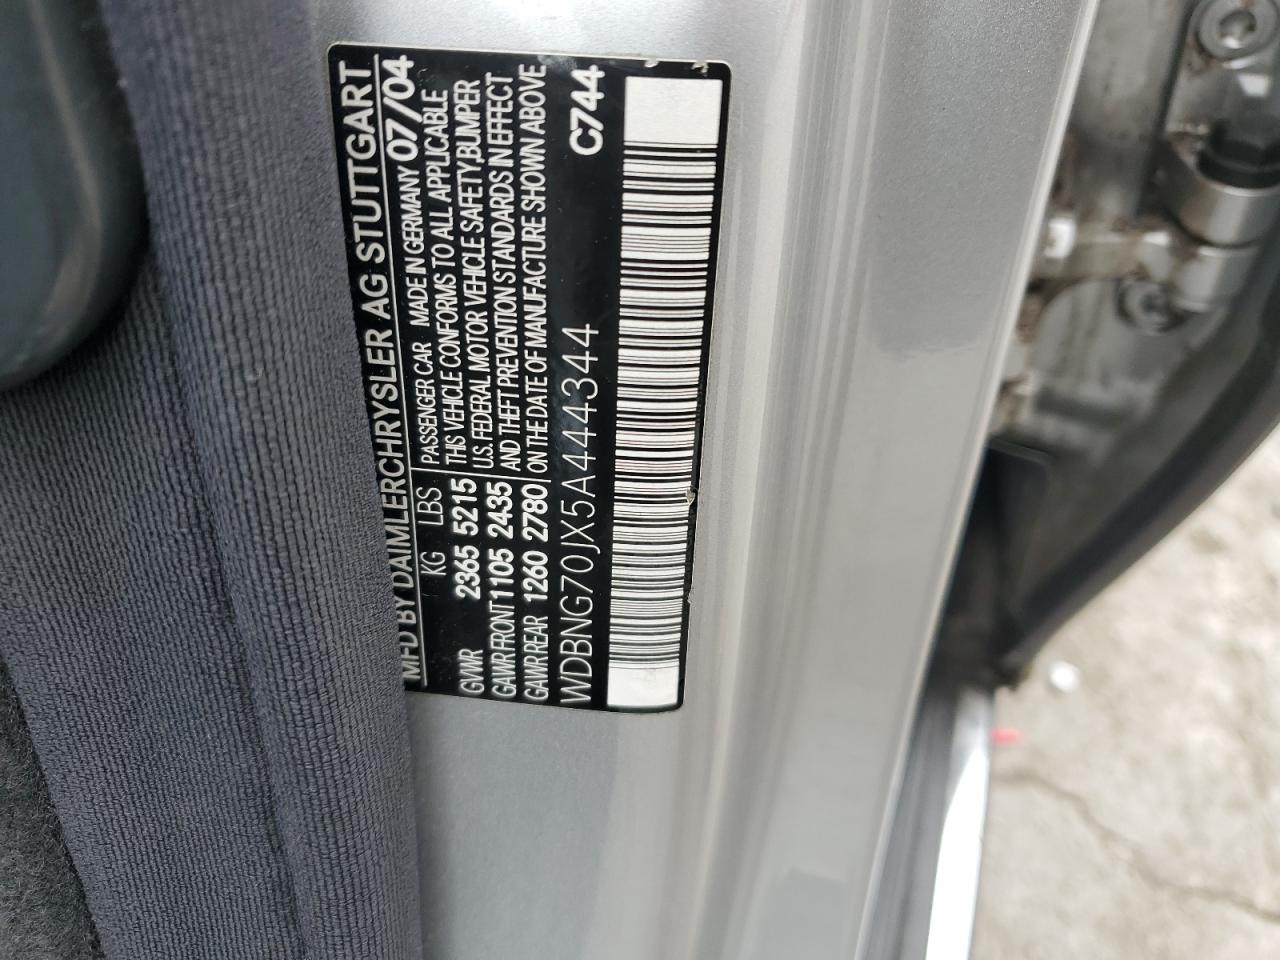 MFD BY DAIMLERCHRYSLER AG STUTTGART
KG LBS PASSENGER CAR MADE IN GERMANY 07/04
GVWR 2365 5215 THIS VEHICLE CONFORMS TO ALL APPLICABLE
GAWR FRONT 1105 2435 U.S. FEDERAL MOTOR VEHICLE SAFETY,BUMPER
GAWR REAR 1260 2780 AND THEFT PREVENTION STANDARDS IN EFFECT
ON THE DATE OF MANUFACTURE SHOWN ABOVE
WDBNG70JX5A444344 C744